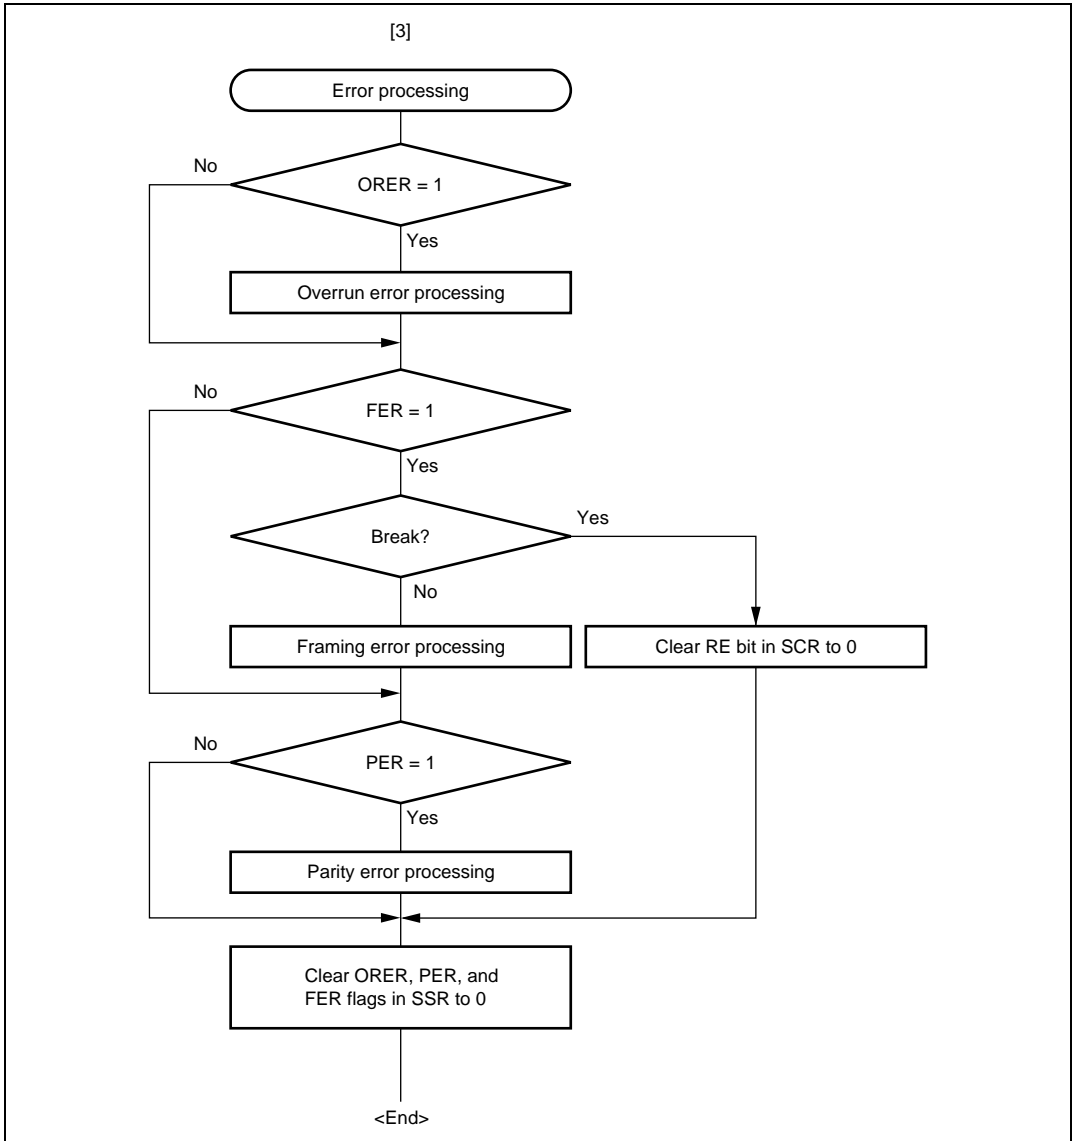 [3]
Error processing
No
ORER = 1
Yes
Overrun error processing
No
FER = 1
Yes
Break?
Yes
No
Framing error processing
Clear RE bit in SCR to 0
No
PER = 1
Yes
Parity error processing
Clear ORER, PER, and
FER flags in SSR to 0
<End>